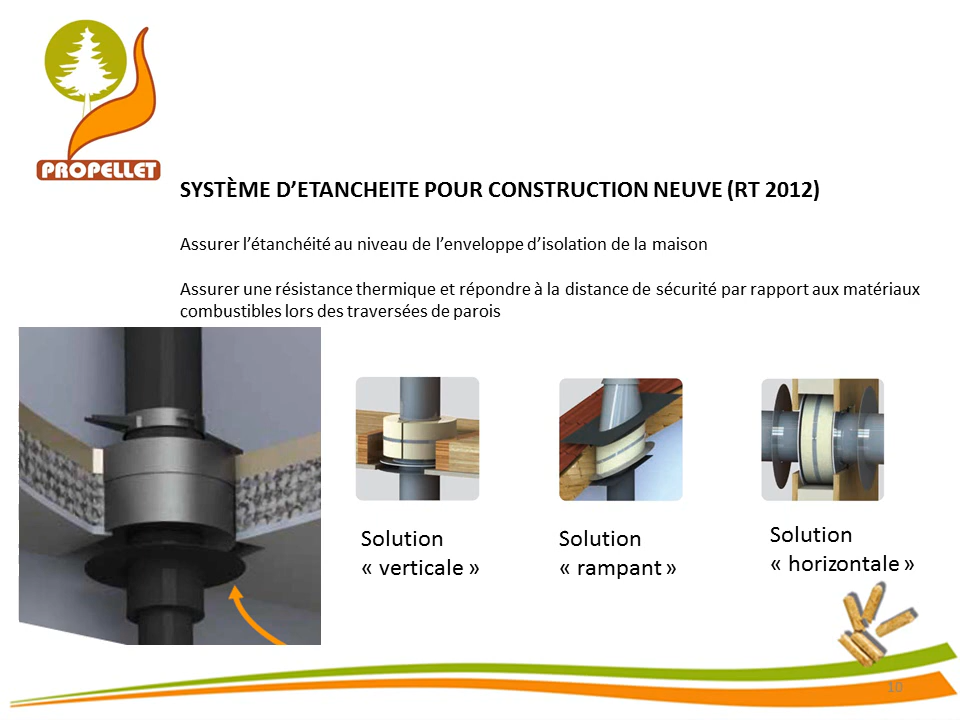 PROPELLET
SYSTÈME D’ETANCHEITE POUR CONSTRUCTION NEUVE (RT 2012)
Assurer l’étanchéité au niveau de l’enveloppe d’isolation de la maison
Assurer une résistance thermique et répondre à la distance de sécurité par rapport aux matériaux
combustibles lors des traversées de parois
Solution
« verticale »
Solution
« rampant »
Solution
« horizontale »
10